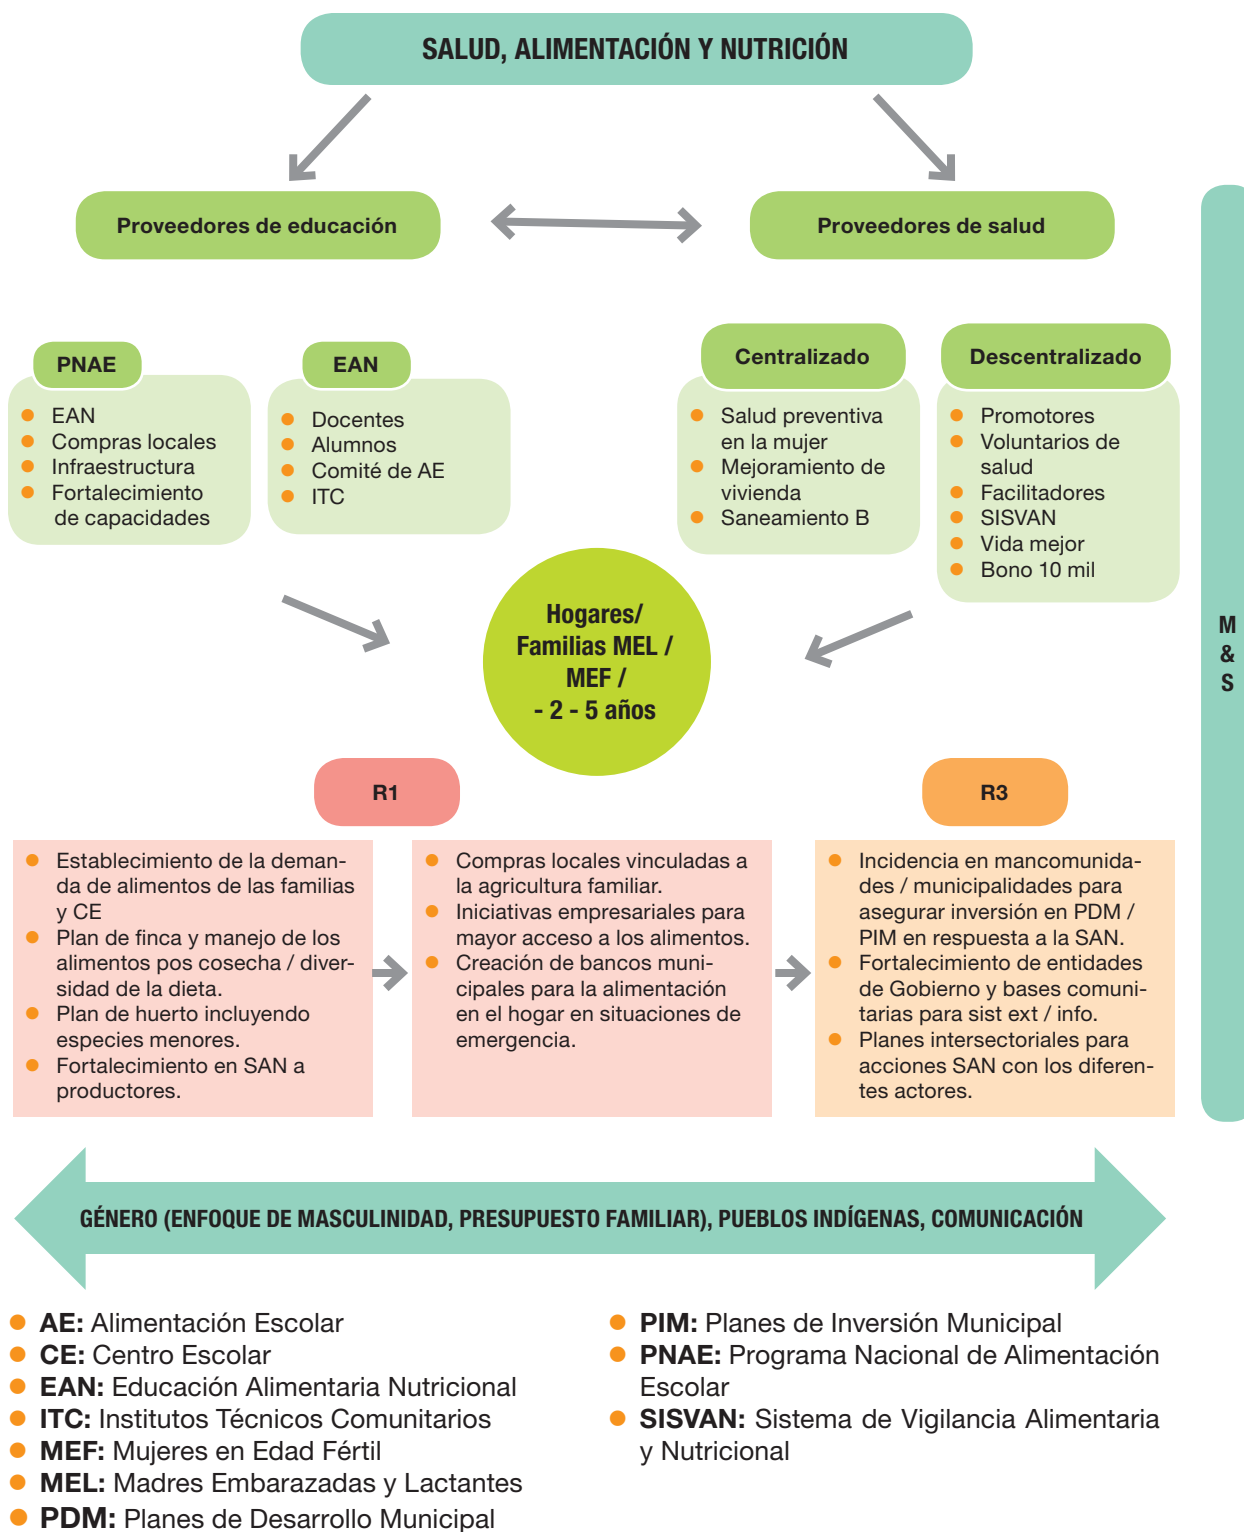 SALUD, ALIMENTACIÓN Y NUTRICIÓN
Proveedores de educación
Proveedores de salud
PNAE
EAN
Compras locales
Infraestructura
Fortalecimiento
de capacidades
EAN
Docentes
Alumnos
Comité de AE
ITC
Centralizado
Salud preventiva
en la mujer
Mejoramiento de
vivienda
Saneamiento B
Descentralizado
Promotores
Voluntarios de
salud
Facilitadores
SISVAN
Vida mejor
Bono 10 mil
Hogares/
Familias MEL /
MEF /
- 2 - 5 años
M
&
S
R1
Establecimiento de la deman-
da de alimentos de las familias
y CE
Plan de finca y manejo de los
alimentos pos cosecha / diver-
sidad de la dieta.
Plan de huerto incluyendo
especies menores.
Fortalecimiento en SAN a
productores.
Compras locales vinculadas a
la agricultura familiar.
Iniciativas empresariales para
mayor acceso a los alimentos.
Creación de bancos muni-
cipales para la alimentación
en el hogar en situaciones de
emergencia.
R3
Incidencia en mancomunida-
des / municipalidades para
asegurar inversión en PDM /
PIM en respuesta a la SAN.
Fortalecimiento de entidades
de Gobierno y bases comuni-
tarias para sist ext / info.
Planes intersectoriales para
acciones SAN con los diferen-
tes actores.
GÉNERO (ENFOQUE DE MASCULINIDAD, PRESUPUESTO FAMILIAR), PUEBLOS INDÍGENAS, COMUNICACIÓN
AE: Alimentación Escolar
CE: Centro Escolar
EAN: Educación Alimentaria Nutricional
ITC: Institutos Técnicos Comunitarios
MEF: Mujeres en Edad Fértil
MEL: Madres Embarazadas y Lactantes
PDM: Planes de Desarrollo Municipal
PIM: Planes de Inversión Municipal
PNAE: Programa Nacional de Alimentación
Escolar
SISVAN: Sistema de Vigilancia Alimentaria
y Nutricional